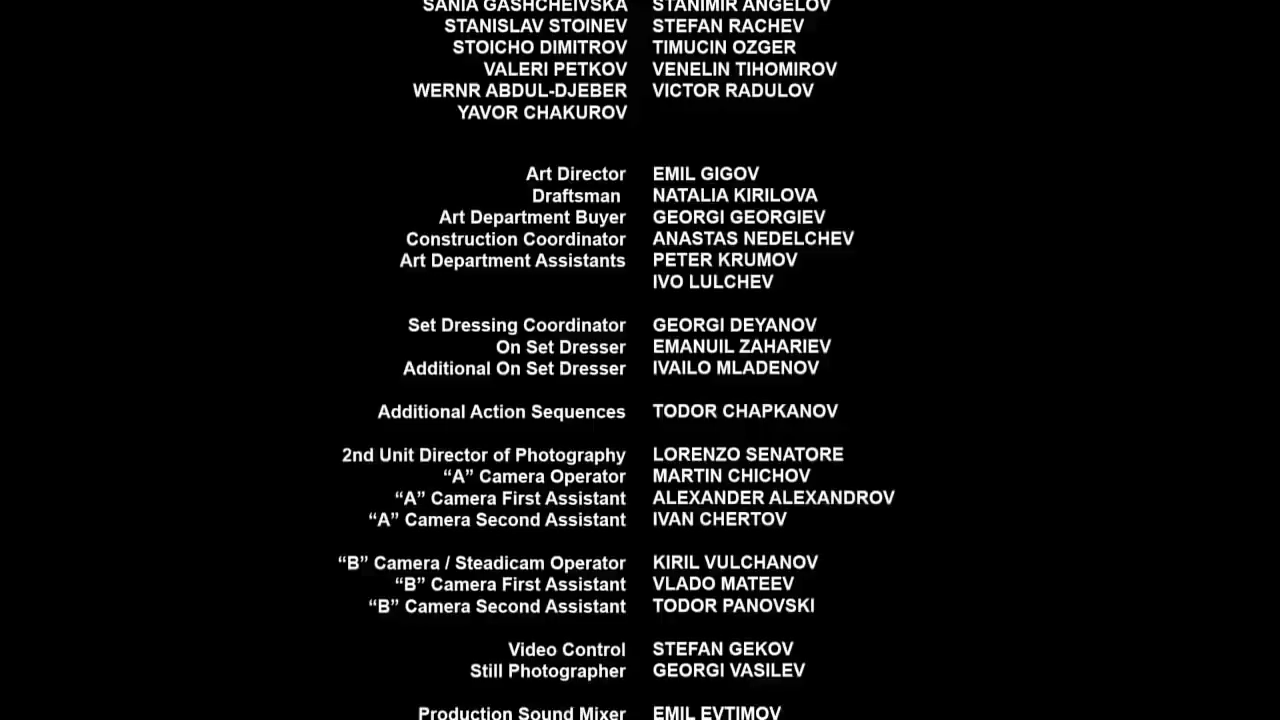 SANIA GASHCHEIVSKA STANIMIR ANGELOV
STANISLAV STOINEV STEFAN RACHEV
STOICHO DIMITROV TIMUCIN OZGER
VALERI PETKOV VENELIN TIHOMIROV
WERNR ABDUL-DJEBER VICTOR RADULOV
YAVOR CHAKUROV
Art Director EMIL GIGOV
Draftsman NATALIA KIRILOVA
Art Department Buyer GEORGI GEORGIEV
Construction Coordinator ANASTAS NEDELCHEV
Art Department Assistants PETER KRUMOV
IVO LULCHEV
Set Dressing Coordinator GEORGI DEYANOV
On Set Dresser EMANUIL ZAHARIEV
Additional On Set Dresser IVAILO MLADENOV
Additional Action Sequences TODOR CHAPKANOV
2nd Unit Director of Photography LORENZO SENATORE
“A” Camera Operator MARTIN CHICHOV
“A” Camera First Assistant ALEXANDER ALEXANDROV
“A” Camera Second Assistant IVAN CHERTOV
“B” Camera / Steadicam Operator KIRIL VULCHANOV
“B” Camera First Assistant VLADO MATEEV
“B” Camera Second Assistant TODOR PANOVSKI
Video Control STEFAN GEKOV
Still Photographer GEORGI VASILEV
Production Sound Mixer EMIL EVTIMOV